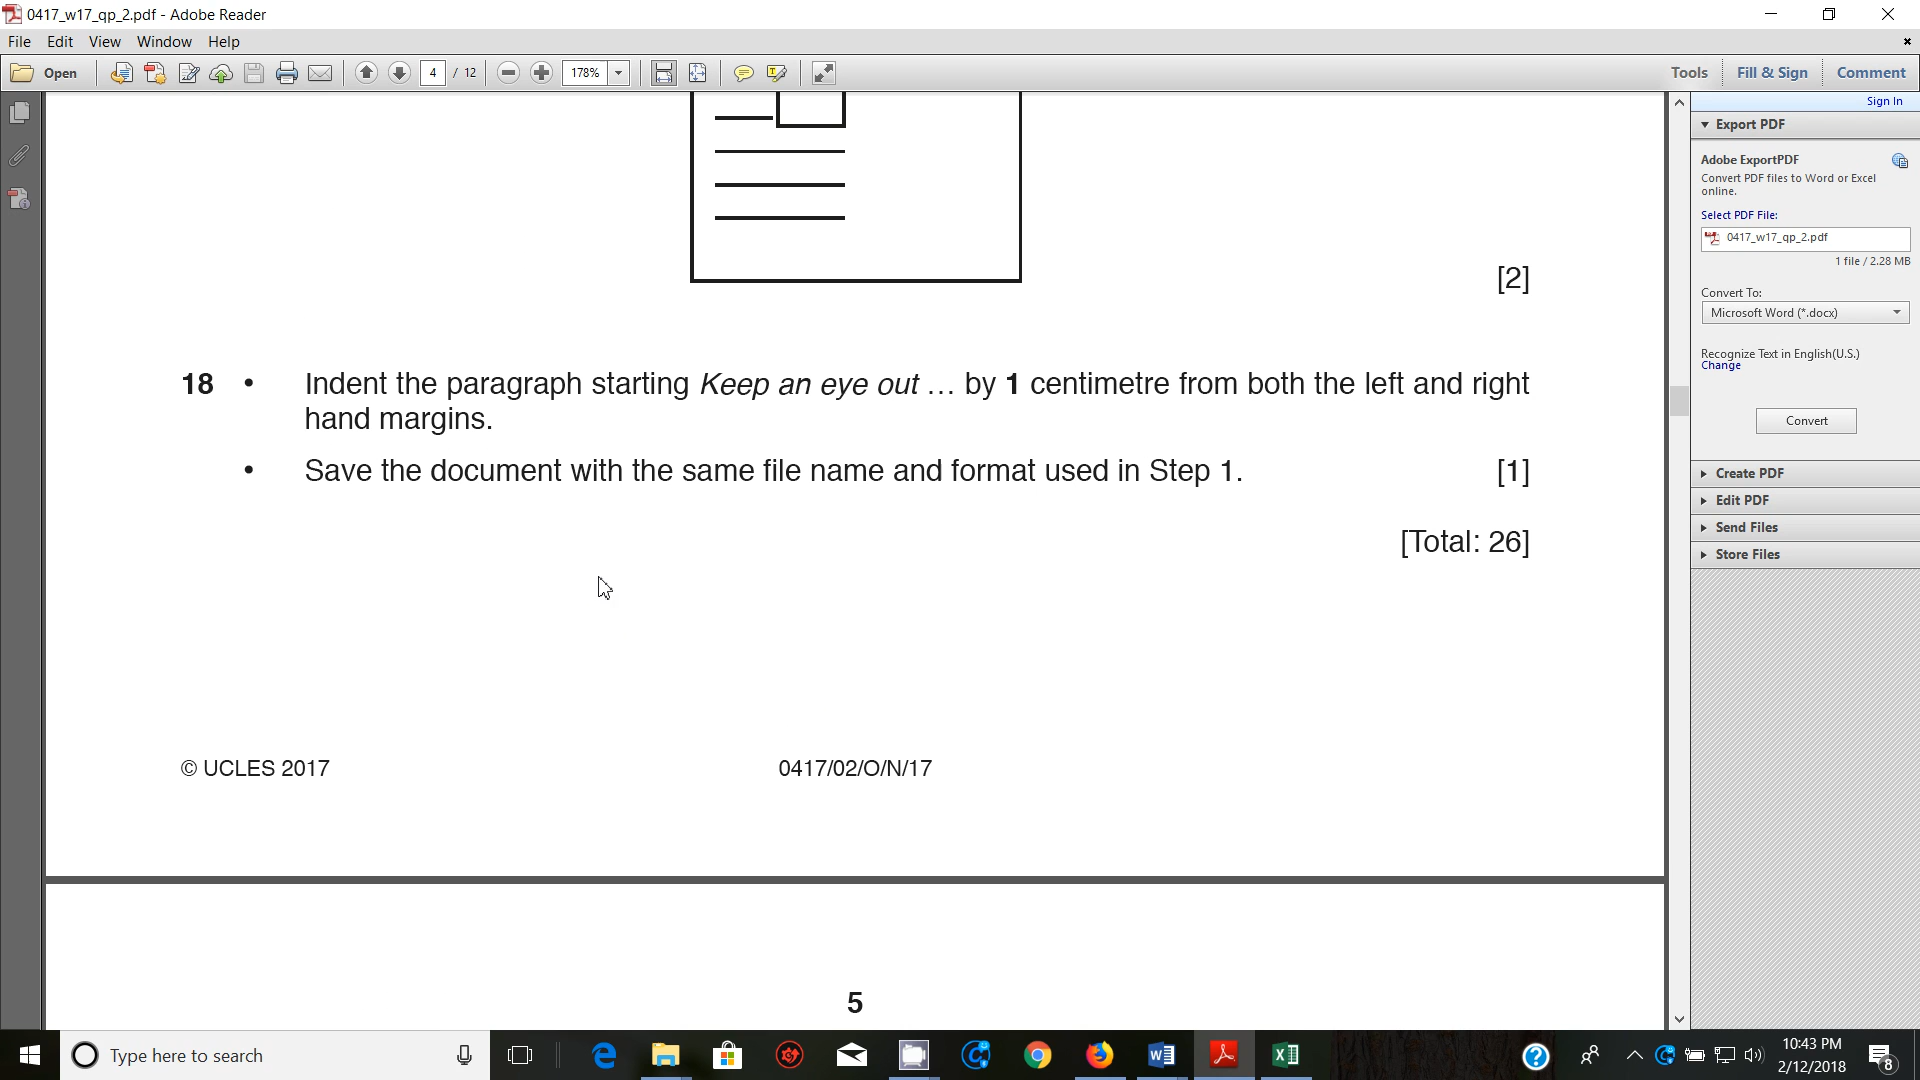 0417_w17_qp_2.pdf - Adobe Reader
File Edit View Window Help
Open 4 / 12 178% Tools Fill & Sign Comment
Sign In
Export PDF
Adobe ExportPDF
Convert PDF files to Word or Excel
online.
Select PDF File:
0417_w17_qp_2.pdf
1 file / 2.28 MB
Convert To:
Microsoft Word (*.docx)
Recognize Text in English(U.S.)
Change
Convert
Create PDF
Edit PDF
Send Files
Store Files
[2]
18 • Indent the paragraph starting Keep an eye out … by 1 centimetre from both the left and right
hand margins.
• Save the document with the same file name and format used in Step 1. [1]
[Total: 26]
© UCLES 2017 0417/02/O/N/17
5
Type here to search
10:43 PM
2/12/2018
8